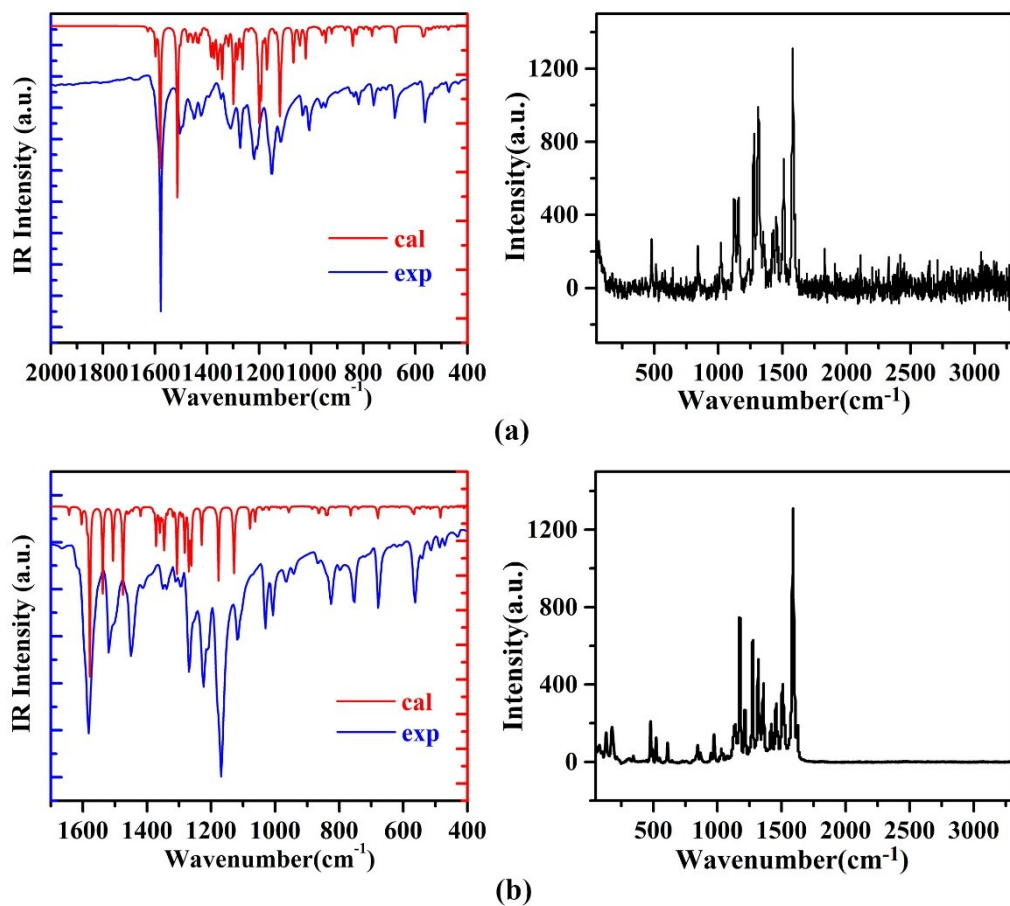 IR Intensity (a.u.)
cal
exp
2000 1800 1600 1400 1200 1000 800 600 400
Wavenumber(cm-1)
Intensity(a.u.)
1200
800
400
0
500 1000 1500 2000 2500 3000
Wavenumber(cm-1)
(a)
IR Intensity (a.u.)
cal
exp
1600 1400 1200 1000 800 600 400
Wavenumber(cm-1)
Intensity(a.u.)
1200
800
400
0
500 1000 1500 2000 2500 3000
Wavenumber(cm-1)
(b)